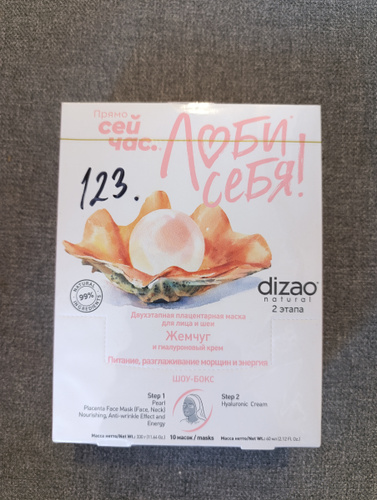 Прямо
сей
час.
Люби
себя!
123.
NATURAL
99%
INGREDIENTS
dizao
natural
2 этапа
Двухэтапная плацентарная маска
для лица и шеи
Жемчуг
и гиалуроновый крем
Питание, разглаживание морщин и энергия
ШОУ-БОКС
Step 1
Pearl
Placenta Face Mask (Face, Neck)
Nourishing, Anti-wrinkle Effect and
Energy
Step 2
Hyaluronic Cream
10 масок / masks